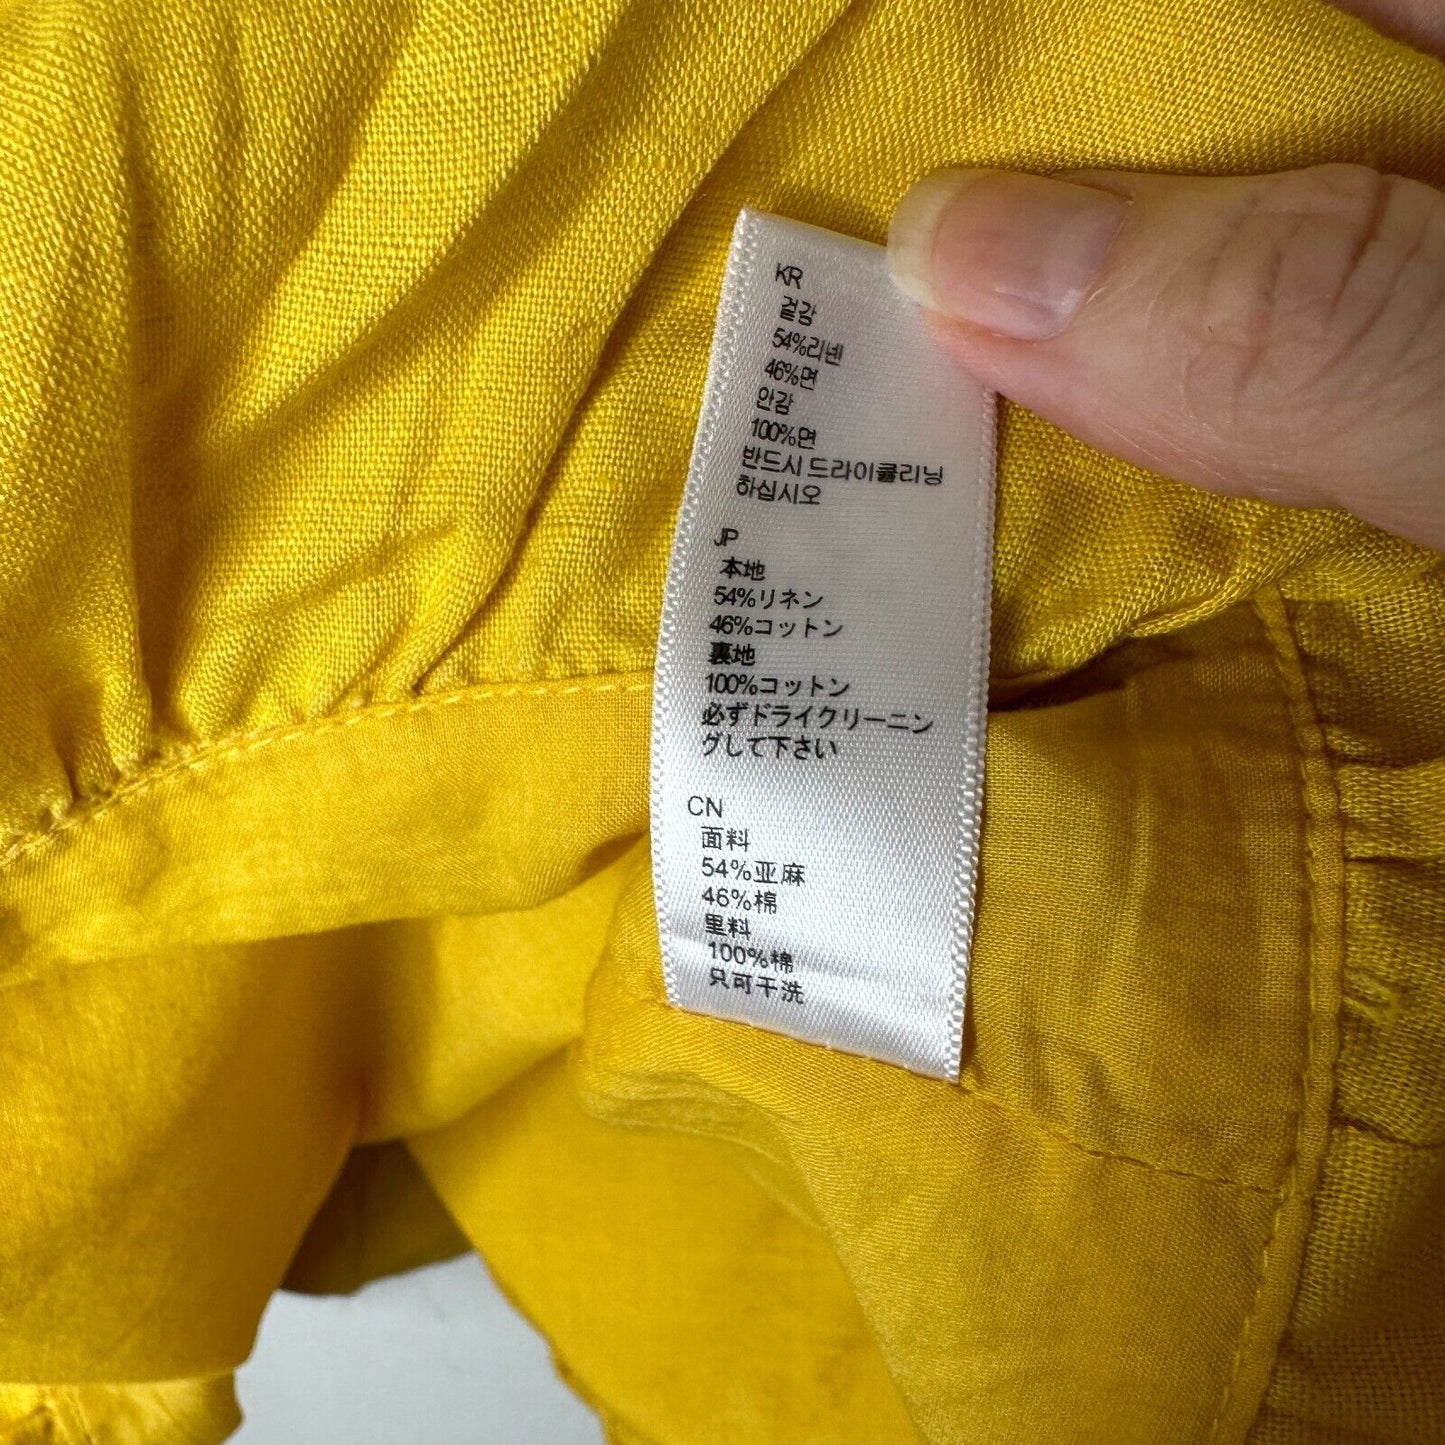 KR
겉감
54%리넨
46%면
안감
100%면
반드시 드라이클리닝
하십시오
JP
本地
54%リネン
46%コットン
裏地
100%コットン
必ずドライクリーニン
グして下さい
CN
面料
54%亚麻
46%棉
里料
100%棉
只可干洗